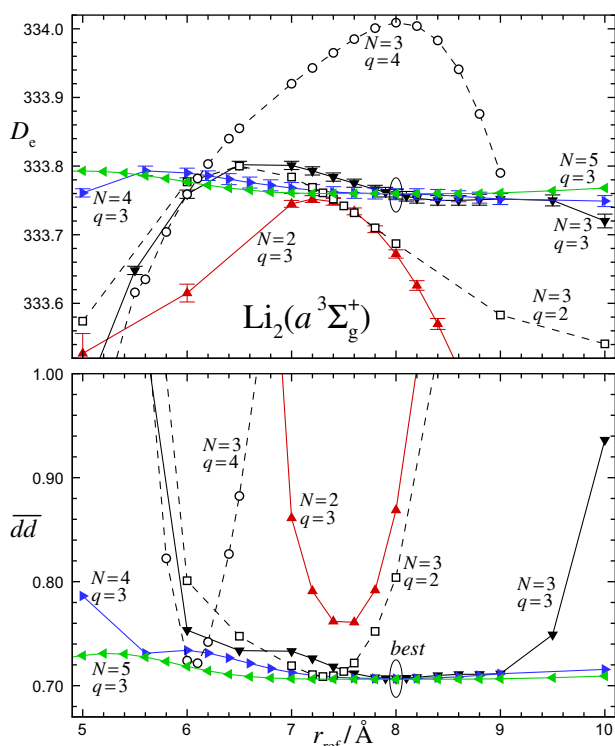 334.0
N=3
q=4
333.9
D_e
333.8
N=5
q=3
N=4
q=3
N=2
q=3
N=3
q=3
333.7
N=3
q=2
333.6
Li₂(a ³Σ⁺g)
1.00
N=3
q=4
0.90
N=2
q=3
dd
N=3
q=2
N=3
q=3
0.80
N=4
q=3
best
N=5
q=3
0.70
5 6 7 8 9 10
r_ref / Å